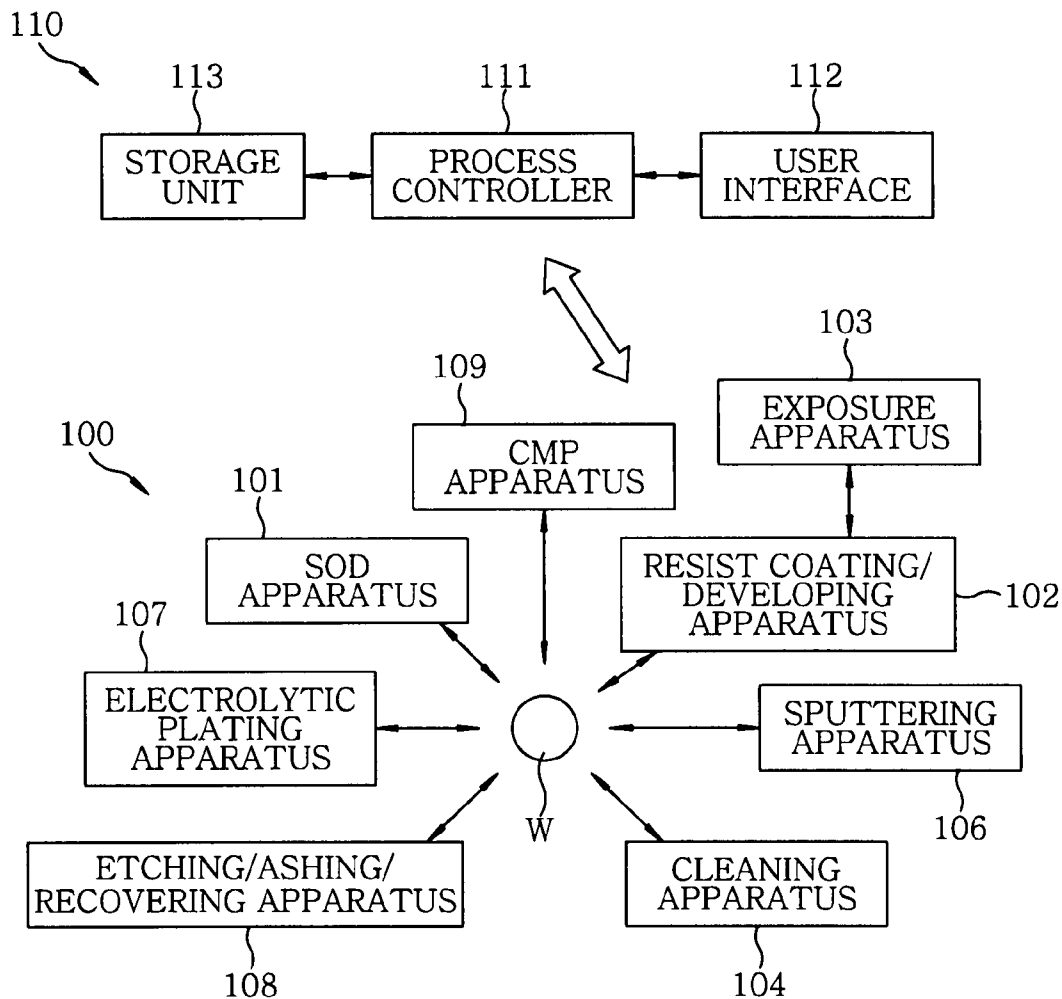 110
113
111
112
STORAGE
UNIT
PROCESS
CONTROLLER
USER
INTERFACE
103
109
EXPOSURE
APPARATUS
100
CMP
APPARATUS
101
SOD
APPARATUS
RESIST COATING/
DEVELOPING
APPARATUS
102
107
ELECTROLYTIC
PLATING
APPARATUS
SPUTTERING
APPARATUS
106
W
ETCHING/ASHING/
RECOVERING APPARATUS
CLEANING
APPARATUS
108
104